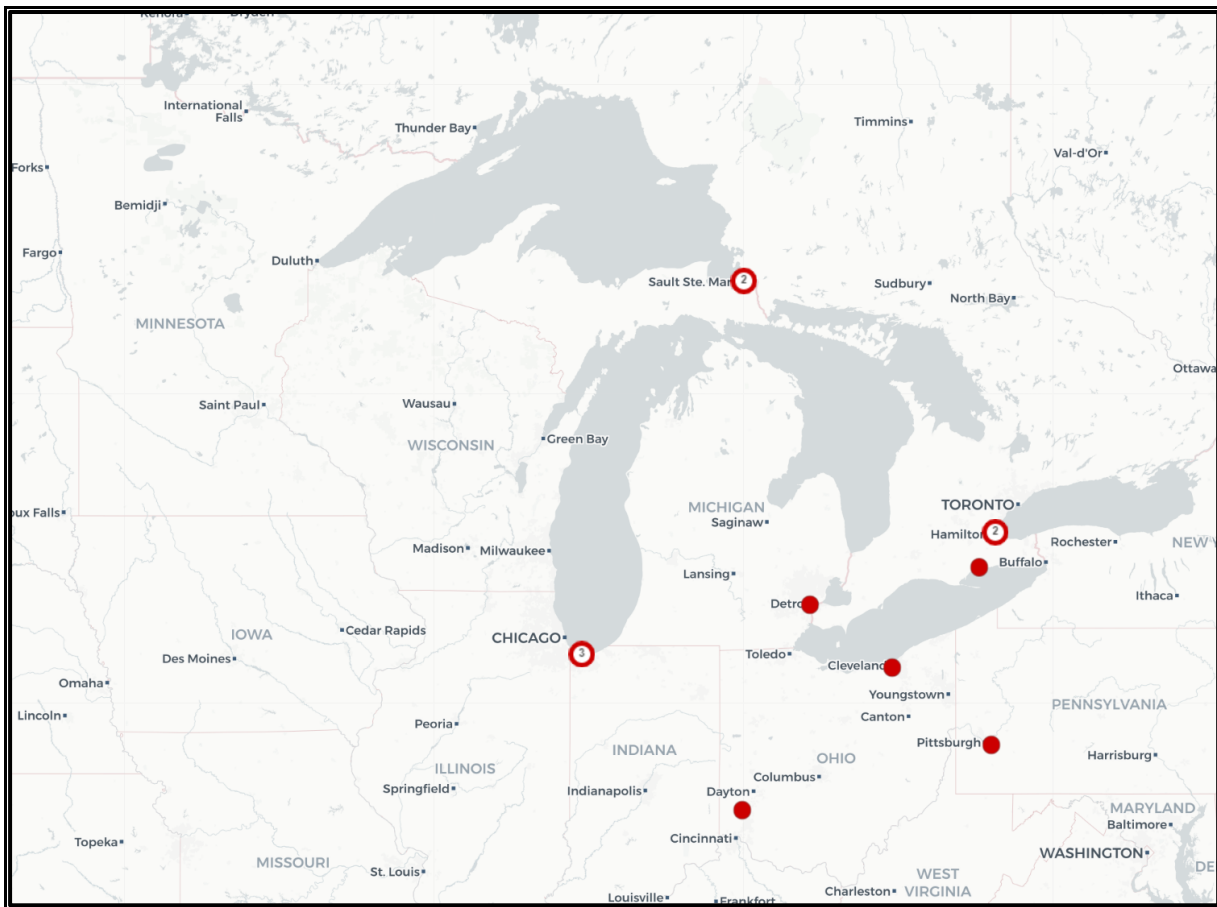 Kenora
Dryden
International
Falls
Thunder Bay
Timmins
Val-d'Or
Forks
Bemidji
Fargo
Duluth
Sault Ste. Mar
2
Sudbury
North Bay
MINNESOTA
Ottawa
Saint Paul
Wausau
WISCONSIN
Green Bay
MICHIGAN
Saginaw
TORONTO
oux Falls
Hamilton
2
Rochester
NEW Y
Madison
Milwaukee
Lansing
Buffalo
Ithaca
Detro
IOWA
Cedar Rapids
CHICAGO
3
Des Moines
Toledo
Cleveland
Omaha
Youngstown
PENNSYLVANIA
Lincoln
Peoria
Canton
INDIANA
Pittsburgh
OHIO
Harrisburg
ILLINOIS
Columbus
Springfield
Indianapolis
Dayton
MARYLAND
Baltimore
Topeka
Cincinnati
WASHINGTON
MISSOURI
St. Louis
DE
WEST
VIRGINIA
Charleston
Louisville
Frankfort